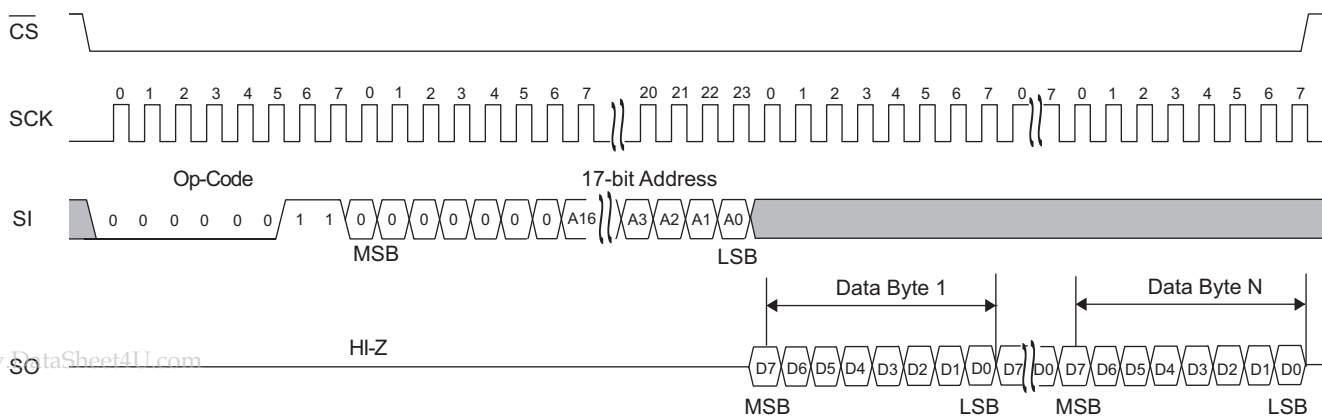 CS
0 1 2 3 4 5 6 7 0 1 2 3 4 5 6 7 20 21 22 23 0 1 2 3 4 5 6 7 0 7 0 1 2 3 4 5 6 7
SCK
Op-Code 17-bit Address
SI 0 0 0 0 0 0 1 1 0 0 0 0 0 0 0 A16 A3 A2 A1 A0
MSB LSB
Data Byte 1 Data Byte N
HI-Z
SO D7 D6 D5 D4 D3 D2 D1 D0 D7 D0 D7 D6 D5 D4 D3 D2 D1 D0
.DataSheet4U.com
MSB LSB MSB LSB